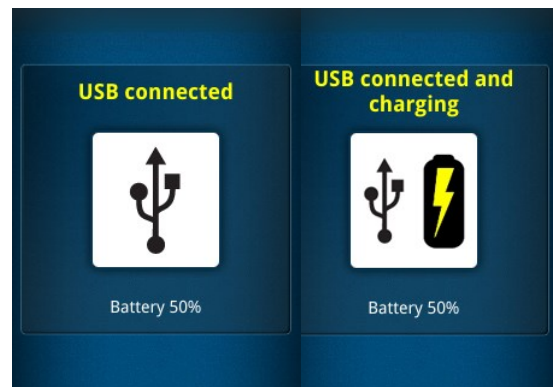 USB connected
Battery 50%
USB connected and
charging
Battery 50%